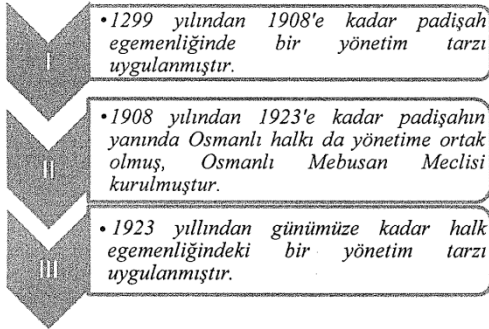 I
•1299 yılından 1908'e kadar padişah
egemenliğinde bir yönetim tarzı
uygulanmıştır.
II
•1908 yılından 1923'e kadar padişahın
yanında Osmanlı halkı da yönetime ortak
olmuş, Osmanlı Mebusan Meclisi
kurulmuştur.
III
•1923 yıllından günümüze kadar halk
egemenliğindeki bir yönetim tarzı
uygulanmıştır.